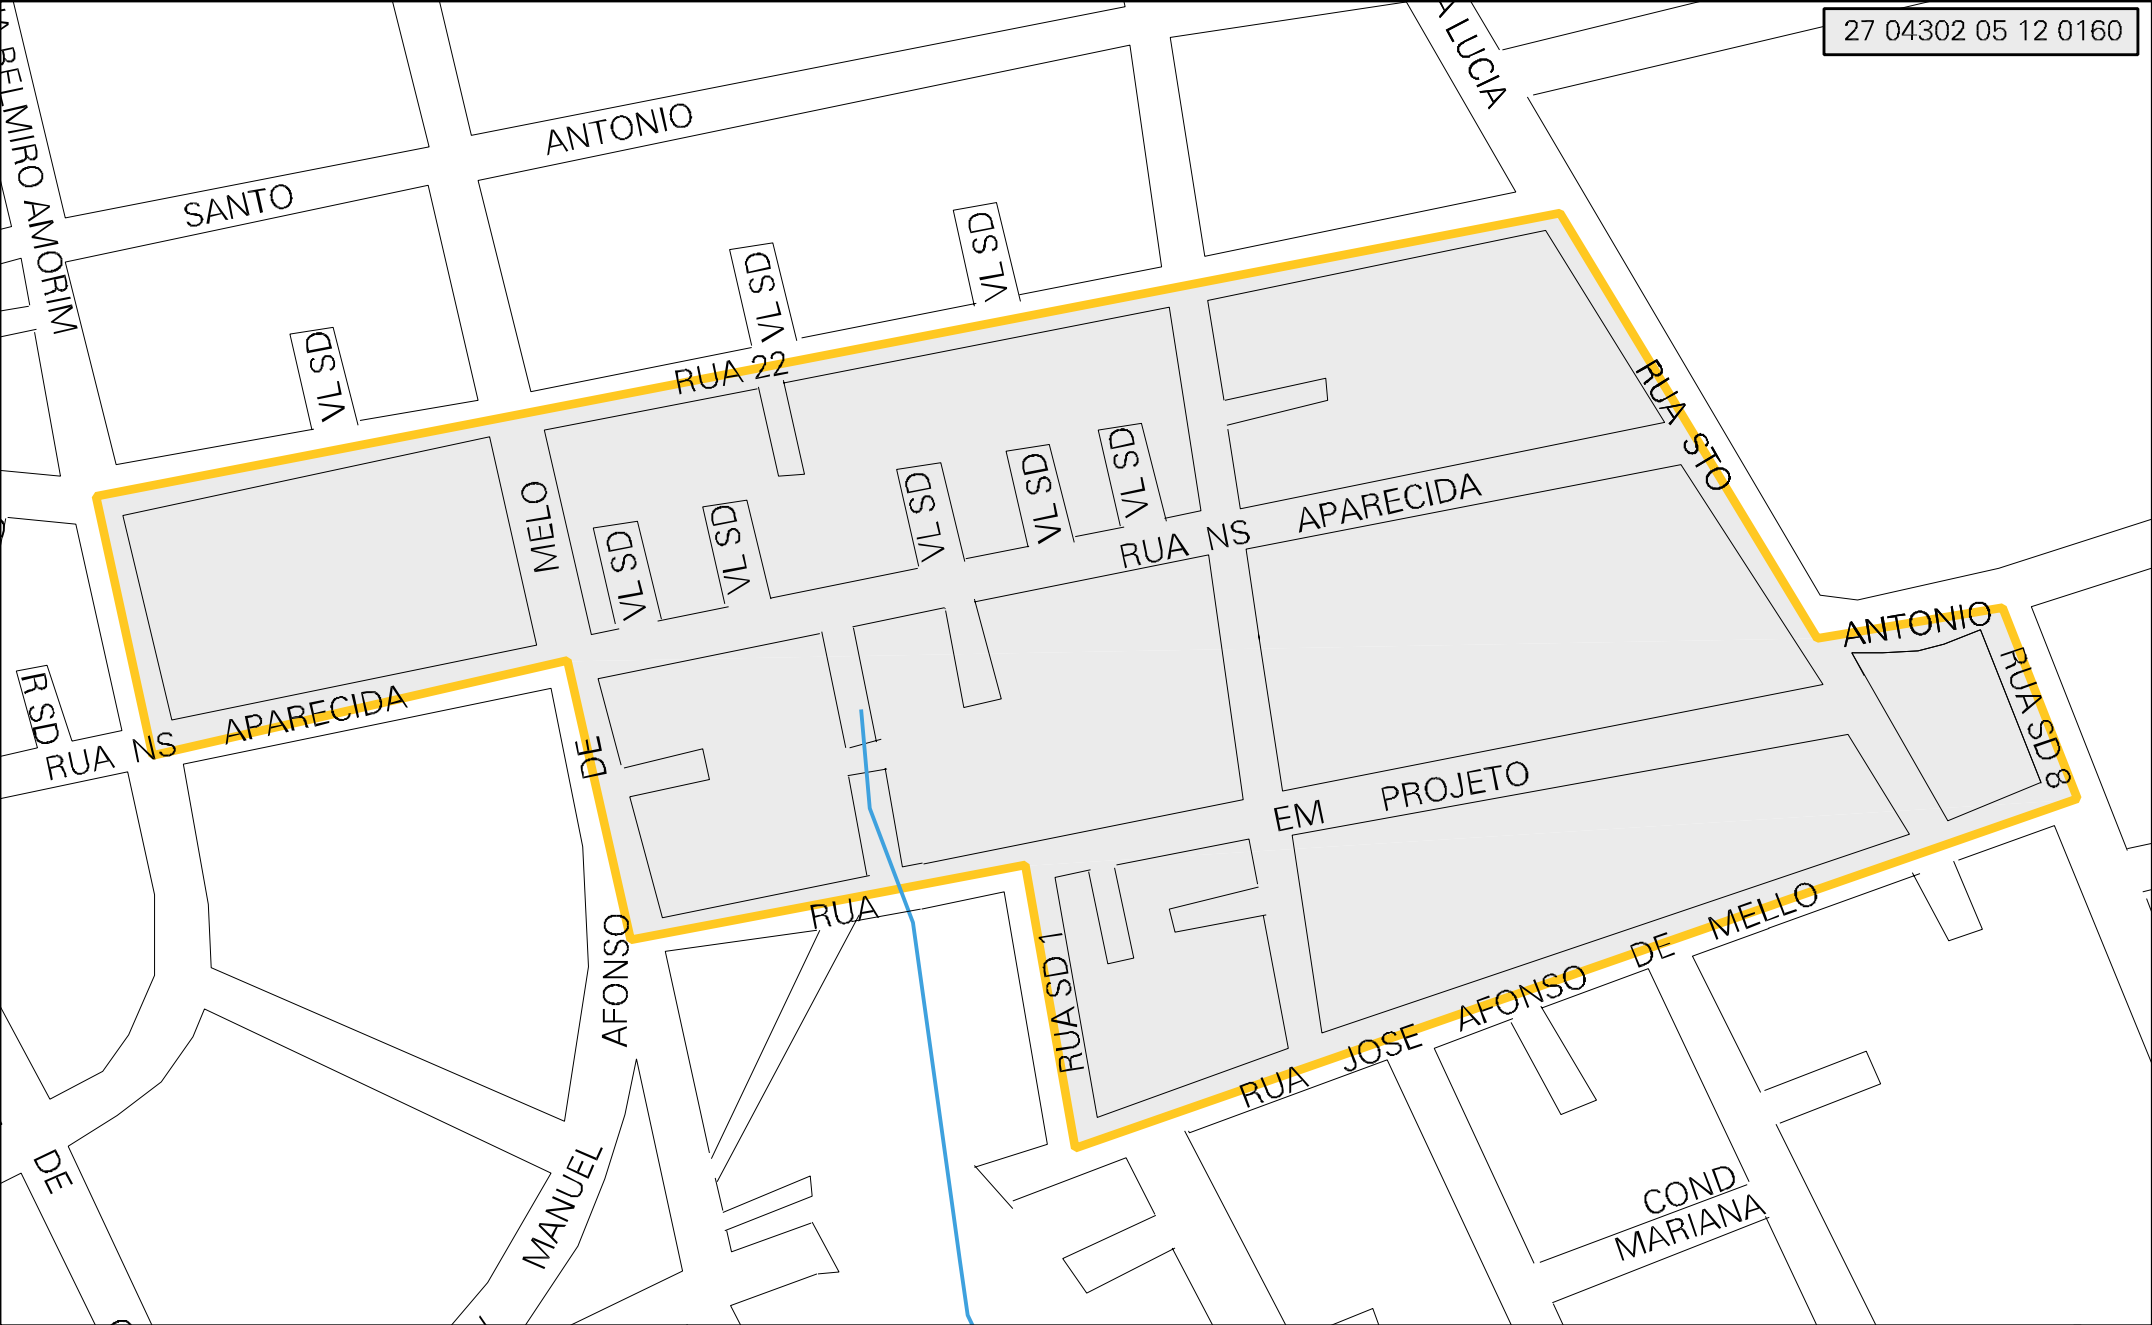 27 04302 05 12 0160
A LUCIA
A BELMIRO AMORIM
ANTONIO
SANTO
VL SD
VL SD
VL SD
RUA 22
RUA STO
MELO
VL SD
VL SD
VL SD
VL SD
VL SD
APARECIDA
RUA NS
ANTONIO
RUA SD 8
R SD
RUA NS APARECIDA
DE
EM PROJETO
RUA
AFONSO
RUA SD 1
RUA JOSE AFONSO DE MELLO
DE
MANUEL
COND
MARIANA